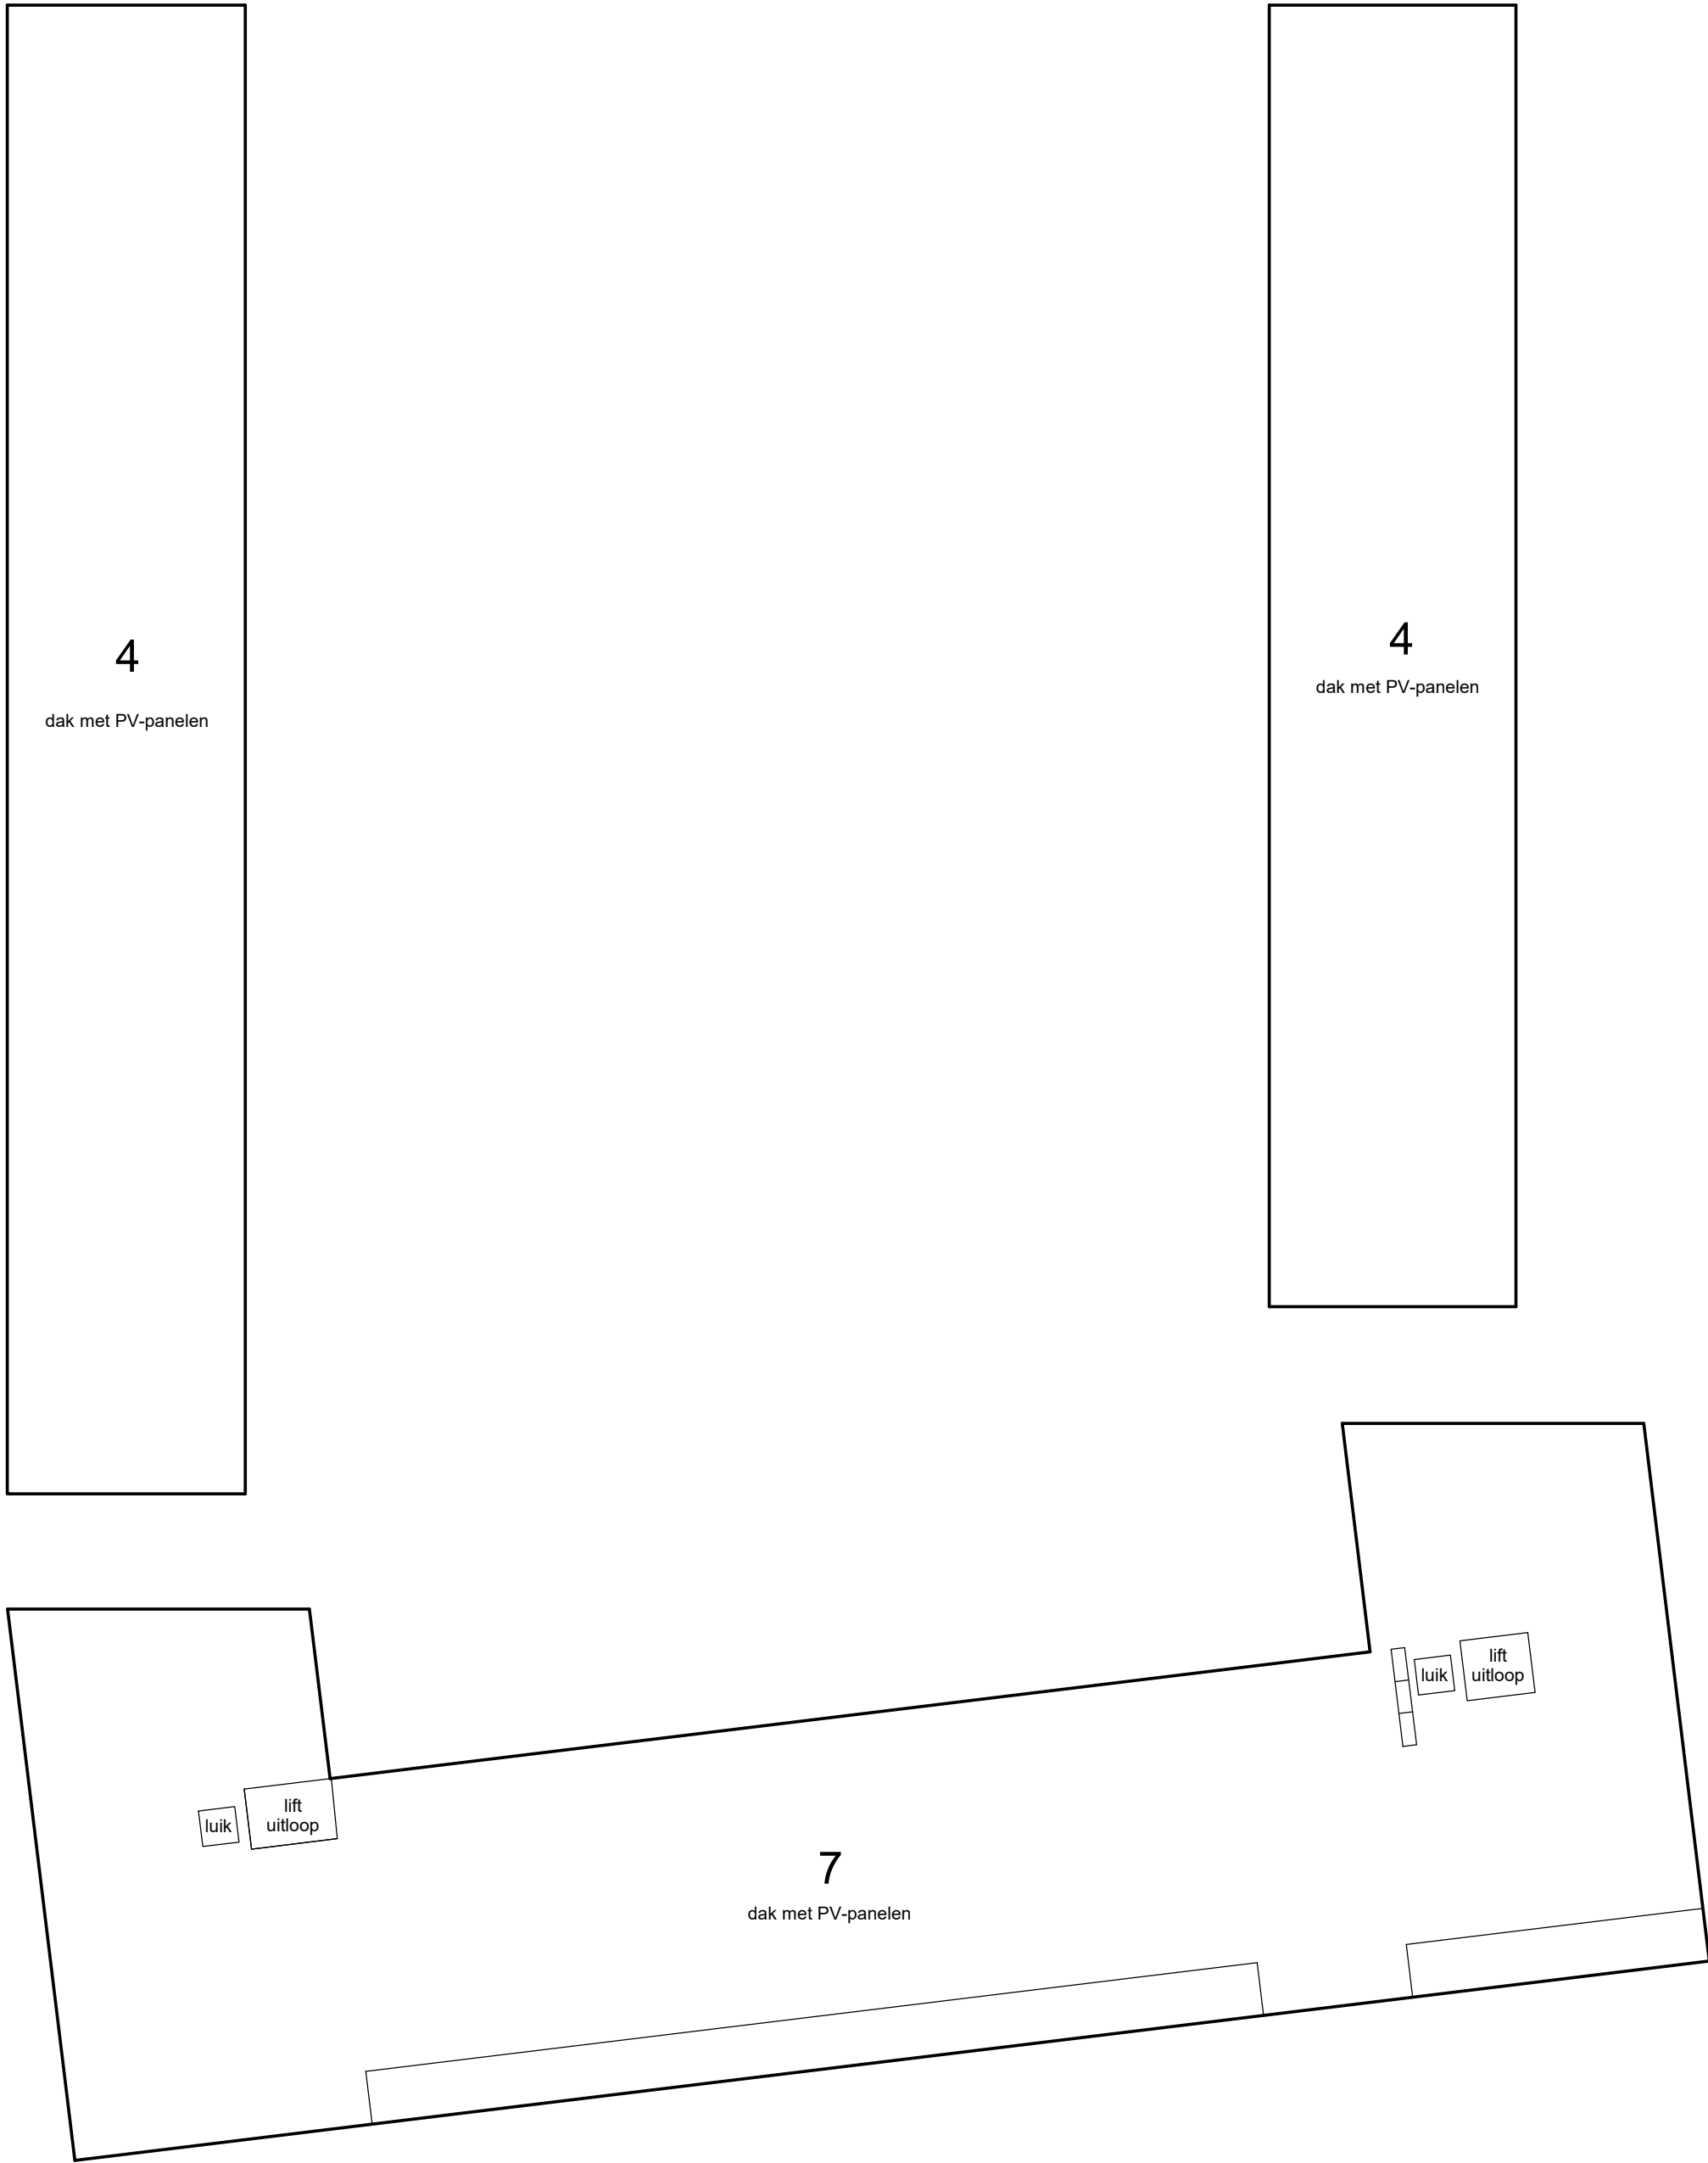 4
dak met PV-panelen
4
dak met PV-panelen
lift
uitloop
luik
lift
uitloop
luik
7
dak met PV-panelen